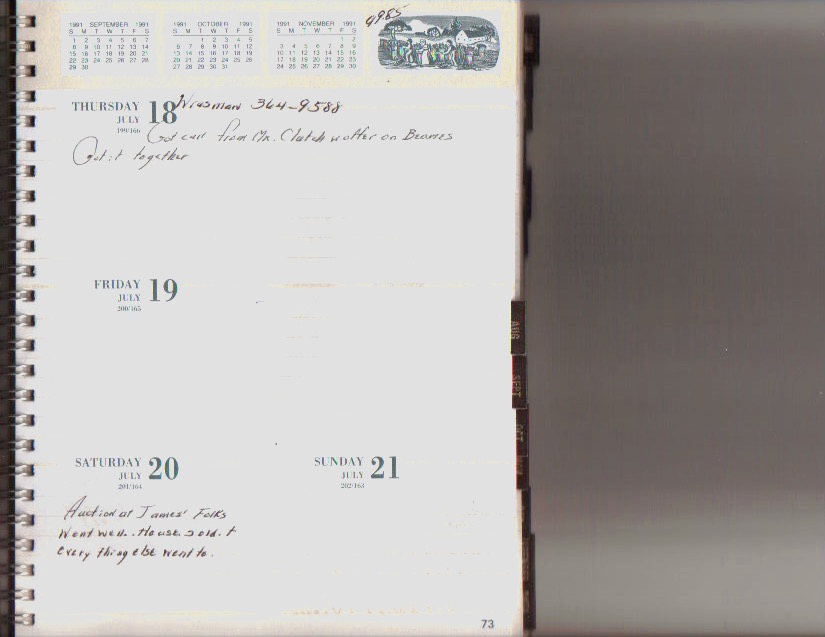 1991 SEPTEMBER 1991
S M T W T F S
1 2 3 4 5 6 7
8 9 10 11 12 13 14
15 16 17 18 19 20 21
22 23 24 25 26 27 28
29 30
1991 OCTOBER 1991
S M T W T F S
1 2 3 4 5
6 7 8 9 10 11 12
13 14 15 16 17 18 19
20 21 22 23 24 25 26
27 28 29 30 31
1991 NOVEMBER 1991
S M T W T F S
1 2
3 4 5 6 7 8 9
10 11 12 13 14 15 16
17 18 19 20 21 22 23
24 25 26 27 28 29 30
9985
THURSDAY 18 Wiesman 364-9588
JULY
199/166
Got call from Mr. Clutch w offer on Beames
Got it together
FRIDAY 19
JULY
200/165
AUG
SEPT
OCT
SATURDAY 20
JULY
201/164
SUNDAY 21
JULY
202/163
Auction at James' Folks
Went well. House sold. +
every thing else went to.
73